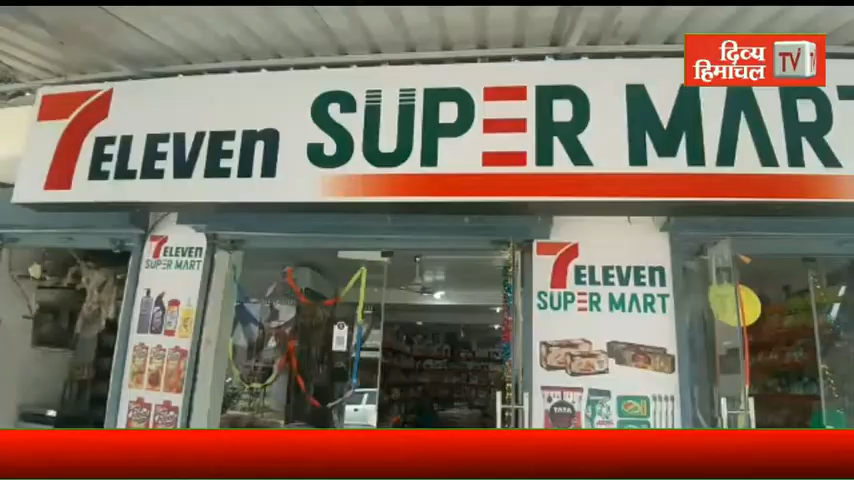 दिव्य
हिमाचल TV
7 ELEVEn SUPER MART
7 ELEVEn
SUPER MART
7 ELEVEn
SUPER MART
TATA